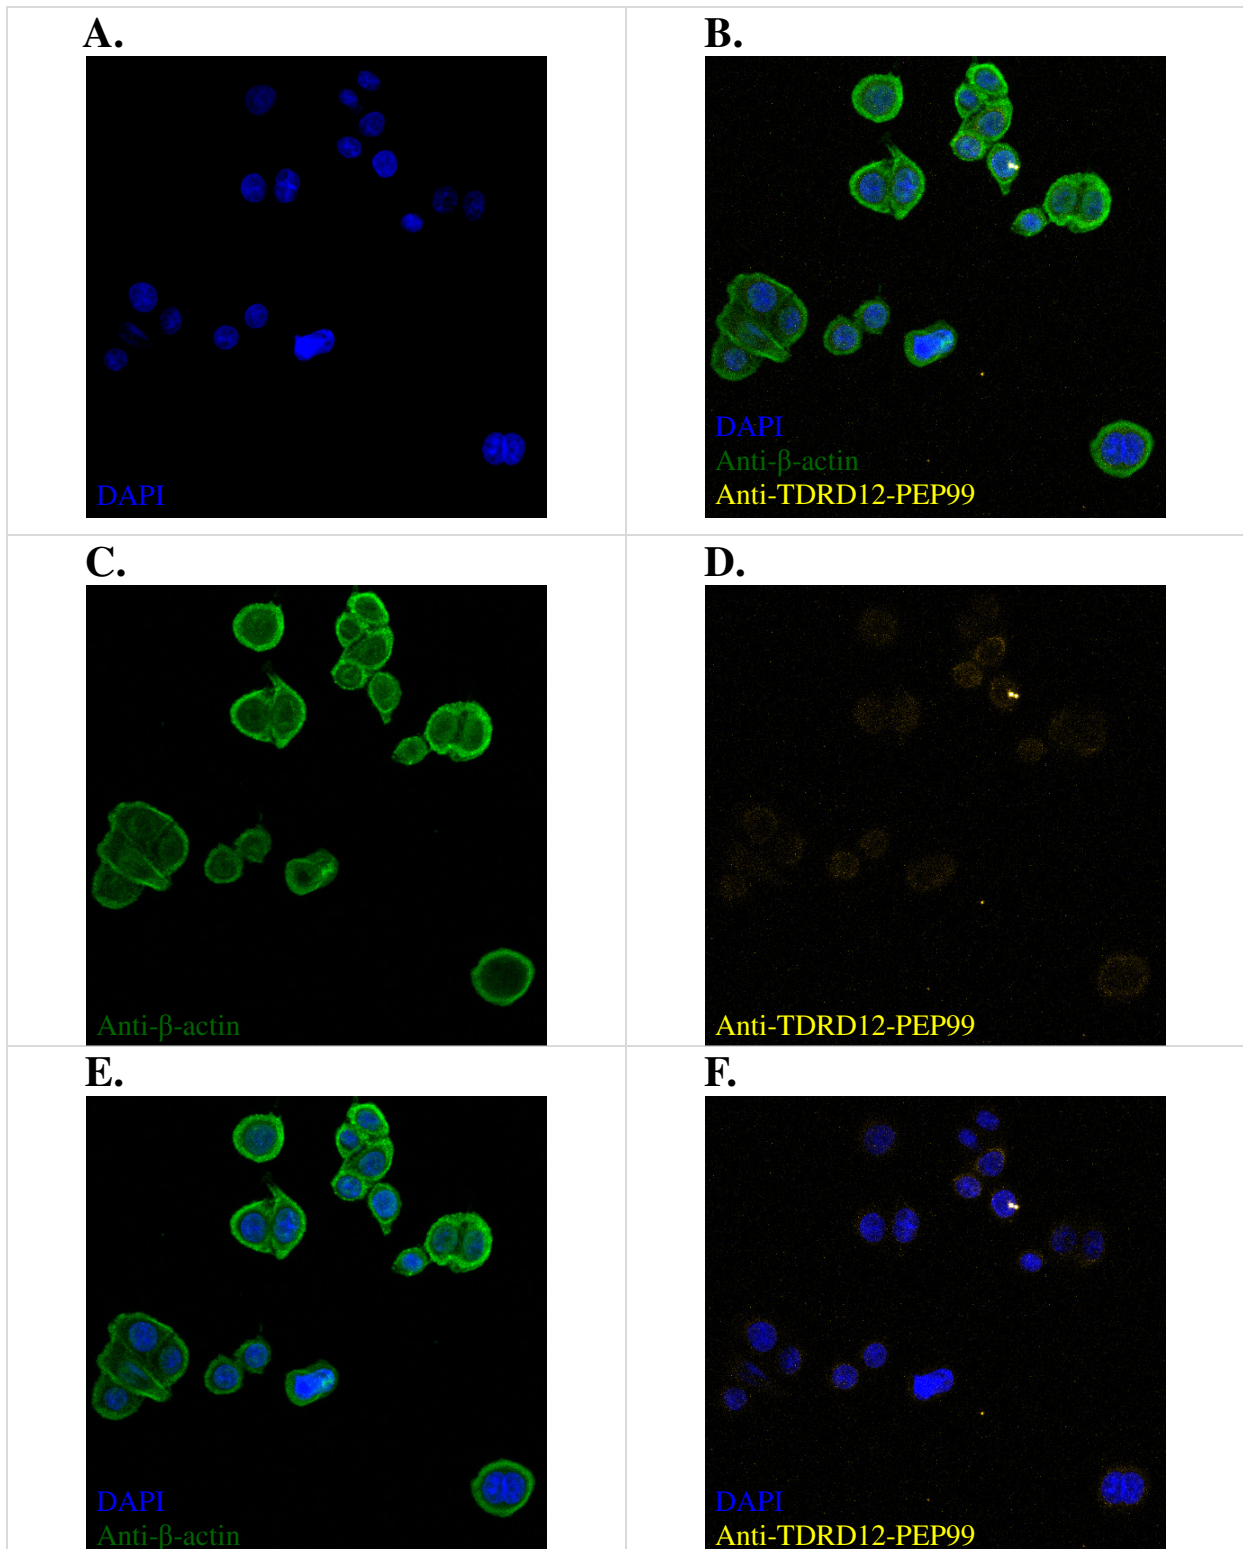 A.
DAPI
B.
DAPI
Anti-β-actin
Anti-TDRD12-PEP99
C.
Anti-β-actin
D.
Anti-TDRD12-PEP99
E.
DAPI
Anti-β-actin
F.
DAPI
Anti-TDRD12-PEP99